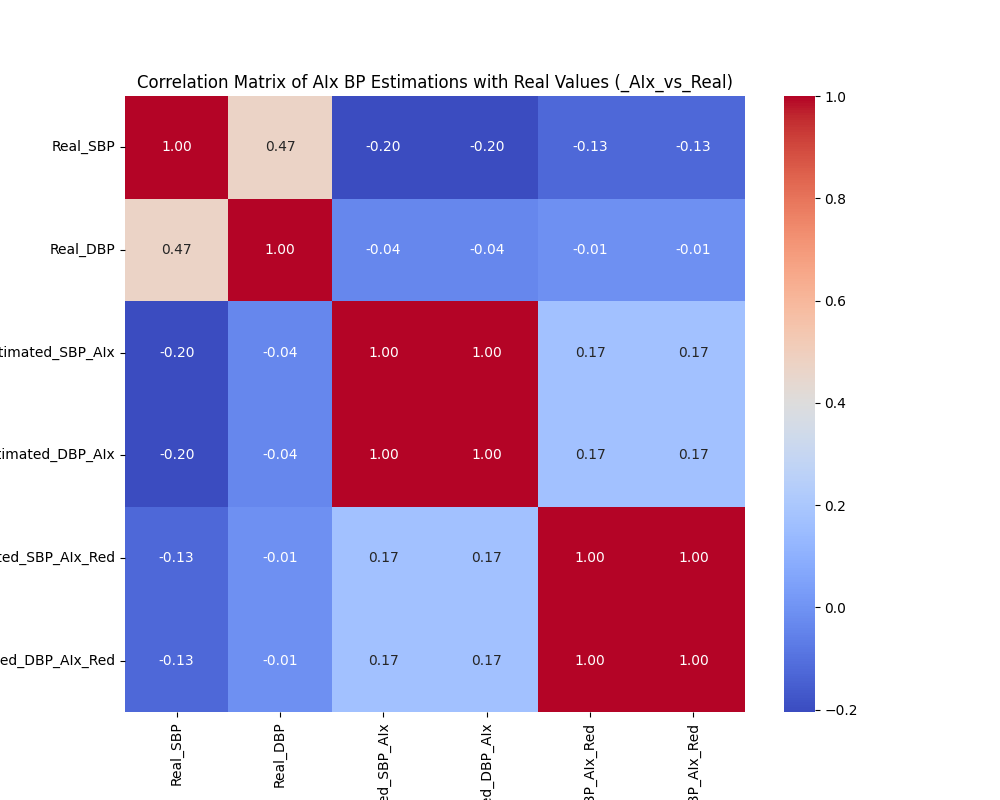 Correlation Matrix of AIx BP Estimations with Real Values (_AIx_vs_Real)
Real_SBP 1.00 0.47 -0.20 -0.20 -0.13 -0.13
Real_DBP 0.47 1.00 -0.04 -0.04 -0.01 -0.01
timated_SBP_AIx -0.20 -0.04 1.00 1.00 0.17 0.17
timated_DBP_AIx -0.20 -0.04 1.00 1.00 0.17 0.17
ted_SBP_AIx_Red -0.13 -0.01 0.17 0.17 1.00 1.00
ed_DBP_AIx_Red -0.13 -0.01 0.17 0.17 1.00 1.00
Real_SBP
Real_DBP
ed_SBP_AIx
ed_DBP_AIx
BP_AIx_Red
BP_AIx_Red
1.0
0.8
0.6
0.4
0.2
0.0
−0.2